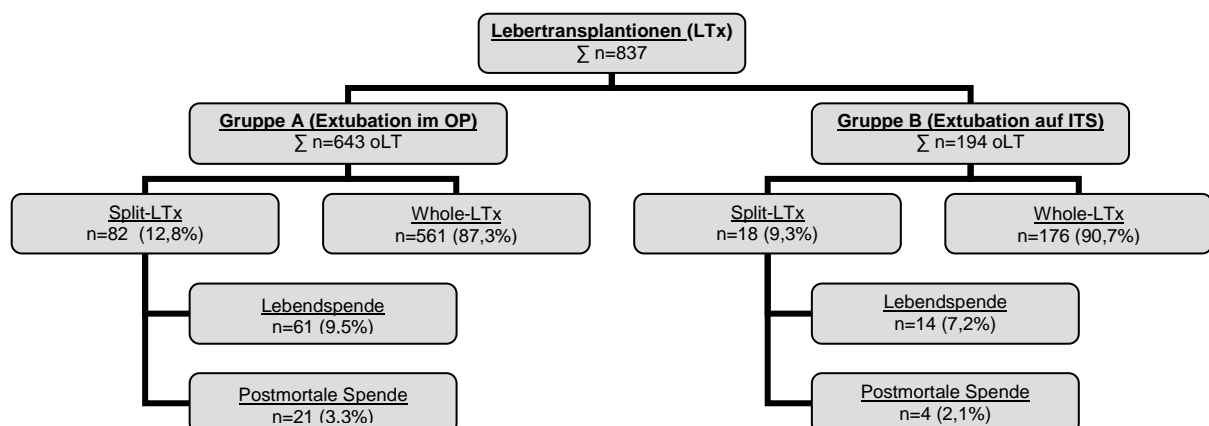 Lebertransplantionen (LTx)
∑ n=837
Gruppe A (Extubation im OP)
∑ n=643 oLT
Gruppe B (Extubation auf ITS)
∑ n=194 oLT
Split-LTx
n=82  (12,8%)
Whole-LTx
n=561 (87,3%)
Split-LTx
n=18 (9,3%)
Whole-LTx
n=176 (90,7%)
Lebendspende
n=61 (9,5%)
Lebendspende
n=14 (7,2%)
Postmortale Spende
n=21 (3.3%)
Postmortale Spende
n=4 (2,1%)